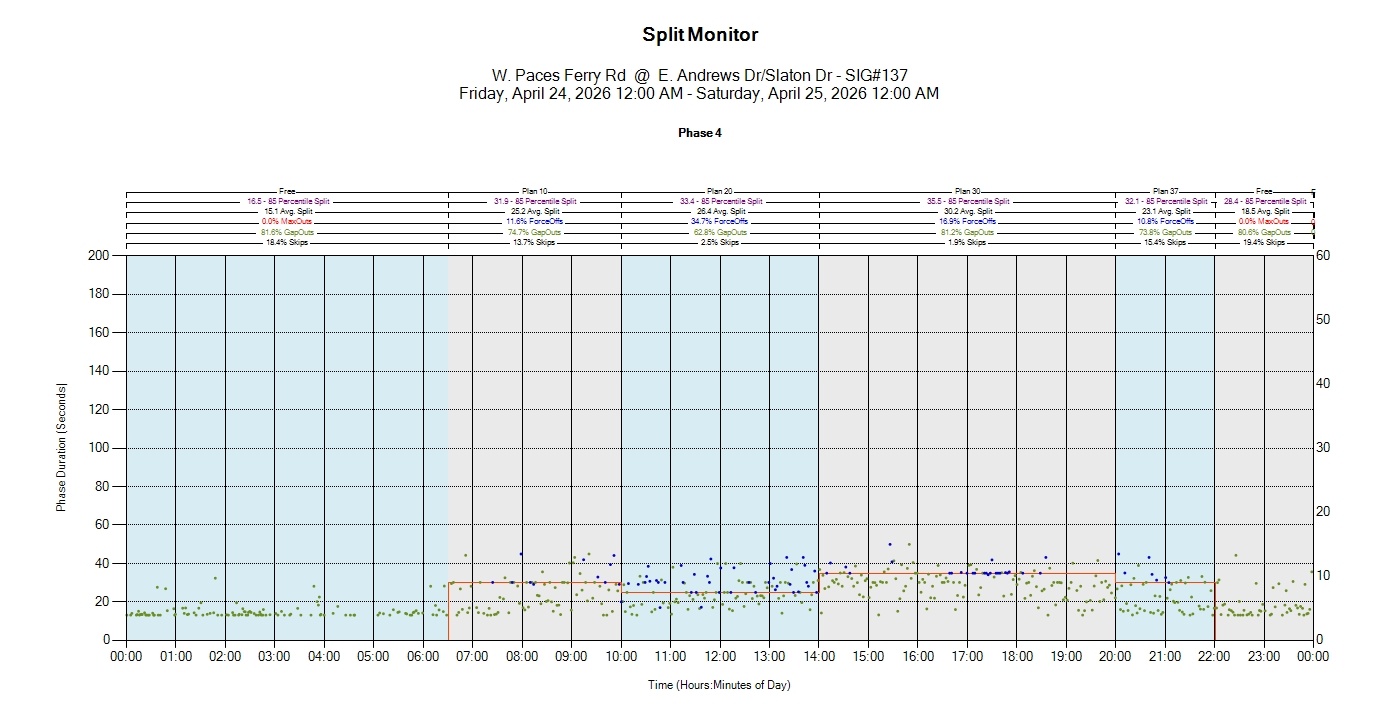 Split Monitor
W. Paces Ferry Rd @ E. Andrews Dr/Slaton Dr - SIG#137
Friday, April 24, 2026 12:00 AM - Saturday, April 25, 2026 12:00 AM
Phase 4
Free Plan 10 Plan 20 Plan 30 Plan 37 Free
16.5 - 85 Percentile Split 31.9 - 85 Percentile Split 33.4 - 85 Percentile Split 35.5 - 85 Percentile Split 32.1 - 85 Percentile Split 28.4 - 85 Percentile Split
15.1 Avg. Split 25.2 Avg. Split 26.4 Avg. Split 30.2 Avg. Split 23.1 Avg. Split 18.5 Avg. Split
0.0% MaxOuts 11.6% ForceOffs 34.7% ForceOffs 16.9% ForceOffs 10.8% ForceOffs 0.0% MaxOuts
81.6% GapOuts 74.7% GapOuts 62.8% GapOuts 81.2% GapOuts 73.8% GapOuts 80.6% GapOuts
18.4% Skips 13.7% Skips 2.5% Skips 1.9% Skips 15.4% Skips 19.4% Skips
200 60
180
160 50
140
120 40
100 30
80
60 20
40 10
20
0 0
Phase Duration (Seconds)
00:00 01:00 02:00 03:00 04:00 05:00 06:00 07:00 08:00 09:00 10:00 11:00 12:00 13:00 14:00 15:00 16:00 17:00 18:00 19:00 20:00 21:00 22:00 23:00 00:00
Time (Hours:Minutes of Day)